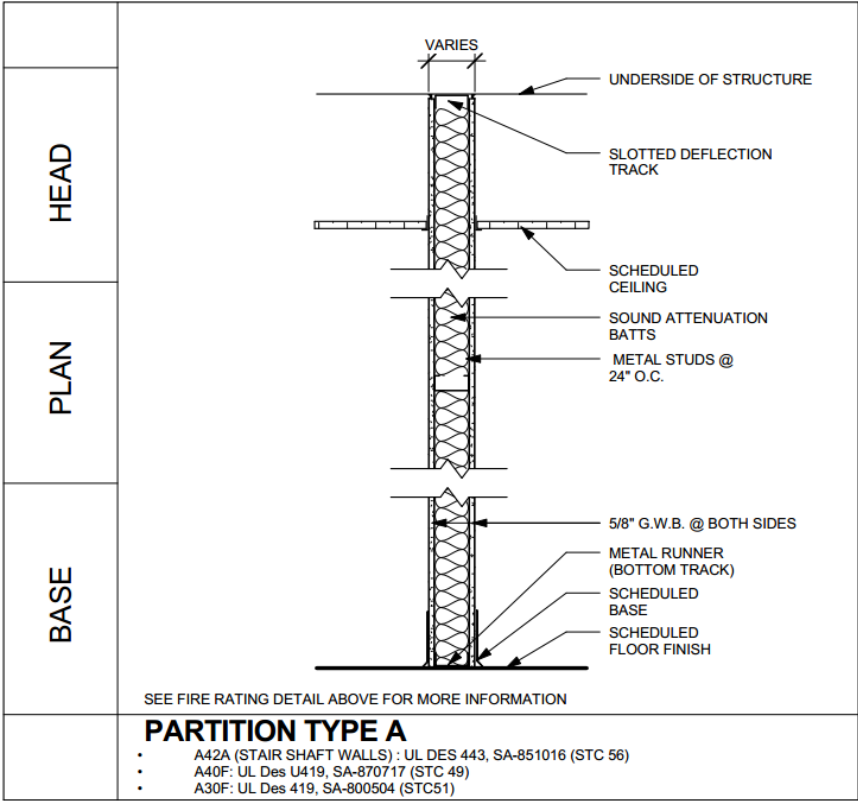 VARIES
UNDERSIDE OF STRUCTURE
SLOTTED DEFLECTION
TRACK
HEAD
SCHEDULED
CEILING
SOUND ATTENUATION
BATTS
METAL STUDS @
24" O.C.
PLAN
5/8" G.W.B. @ BOTH SIDES
METAL RUNNER
(BOTTOM TRACK)
SCHEDULED
BASE
SCHEDULED
FLOOR FINISH
BASE
SEE FIRE RATING DETAIL ABOVE FOR MORE INFORMATION
PARTITION TYPE A
• A42A (STAIR SHAFT WALLS) : UL DES 443, SA-851016 (STC 56)
• A40F: UL Des U419, SA-870717 (STC 49)
• A30F: UL Des 419, SA-800504 (STC51)